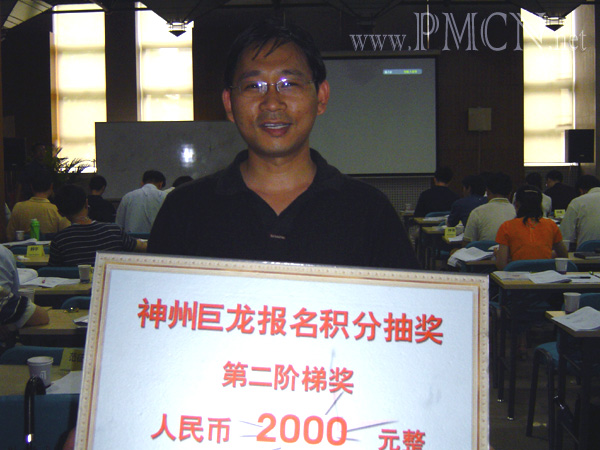 www.PMCN.net
神州巨龙报名积分抽奖
第二阶梯奖
人民币 2000 元整